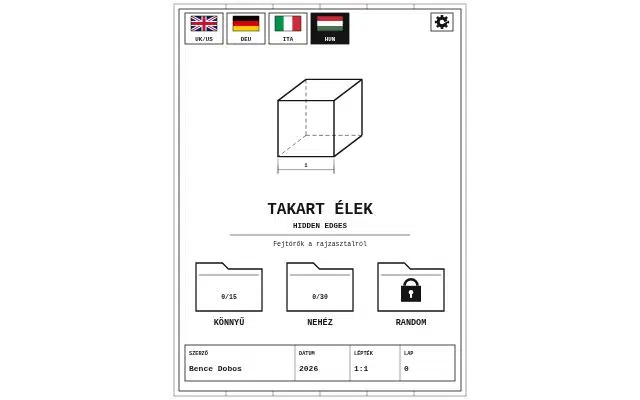 UK/US DEU ITA HUN
1
TAKART ÉLEK
HIDDEN EDGES
Fejtörők a rajzasztalról
0/15 0/30
KÖNNYŰ NEHÉZ RANDOM
SZERZŐ DÁTUM LÉPTÉK LAP
Bence Dobos 2026 1:1 0